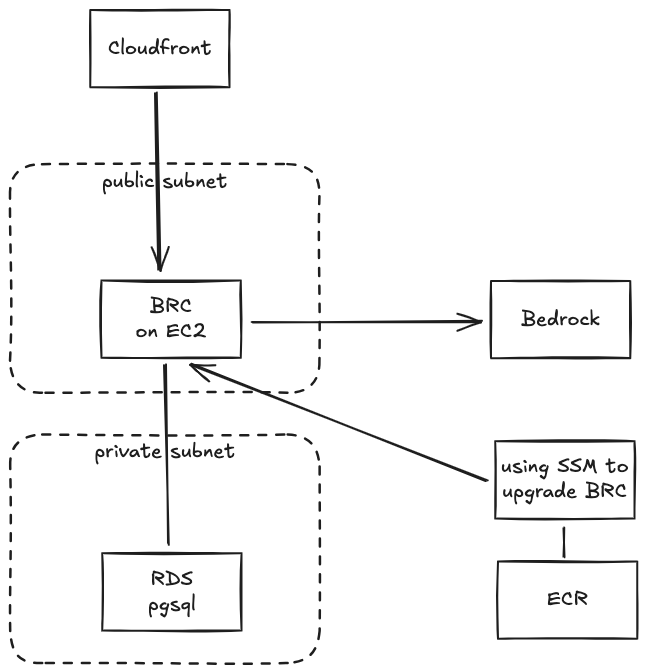 Cloudfront
public subnet
BRC
on EC2
Bedrock
private subnet
using SSM to
upgrade BRC
RDS
pgsql
ECR